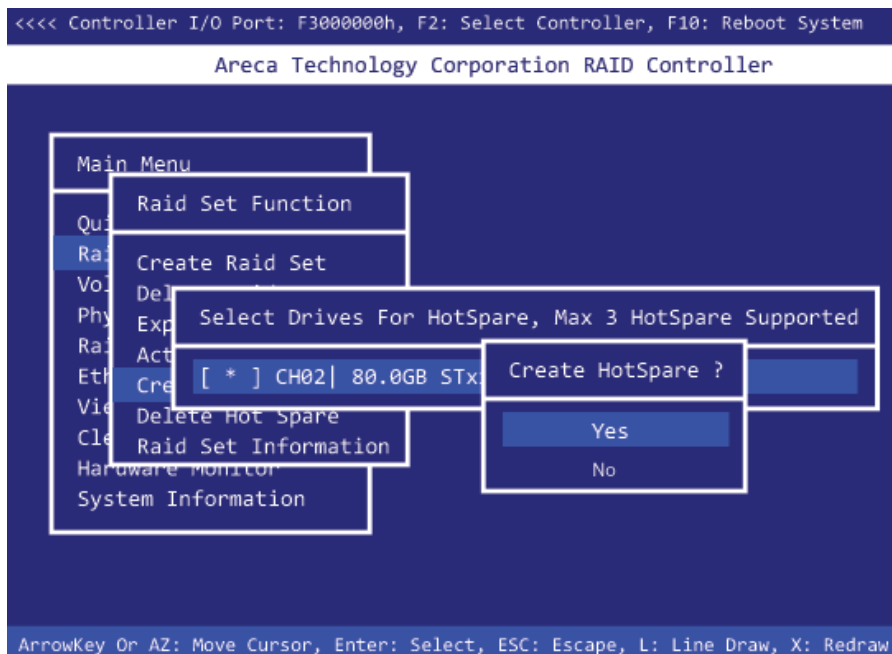 <<<< Controller I/O Port: F3000000h, F2: Select Controller, F10: Reboot System
Areca Technology Corporation RAID Controller
Main Menu
Raid Set Function
Create Raid Set
Select Drives For HotSpare, Max 3 HotSpare Supported
[ * ] CH02| 80.0GB
Create HotSpare ?
Yes
No
Delete Hot Spare
Raid Set Information
Hardware Monitor
System Information
ArrowKey Or AZ: Move Cursor, Enter: Select, ESC: Escape, L: Line Draw, X: Redraw